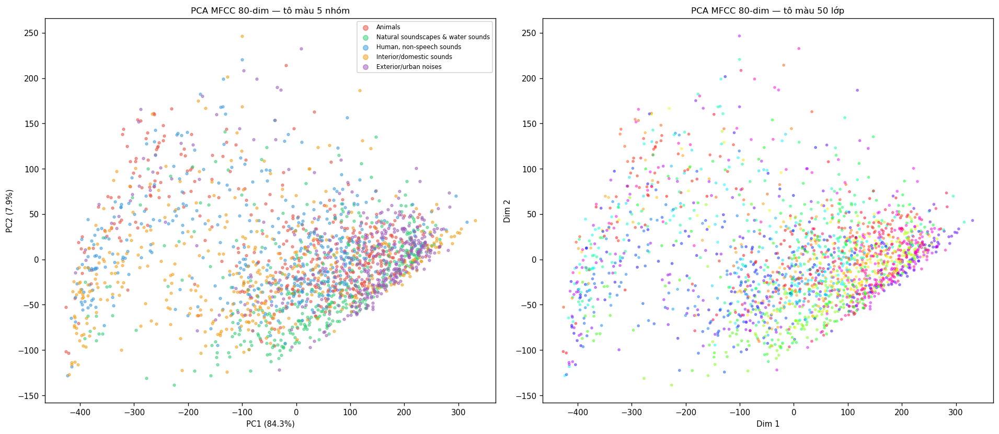 PCA MFCC 80-dim — tô màu 5 nhóm
Animals
Natural soundscapes & water sounds
Human, non-speech sounds
Interior/domestic sounds
Exterior/urban noises
250
200
150
100
50
0
−50
−100
−150
PC2 (7.9%)
−400 −300 −200 −100 0 100 200 300
PC1 (84.3%)
PCA MFCC 80-dim — tô màu 50 lớp
250
200
150
100
50
0
−50
−100
−150
Dim 2
−400 −300 −200 −100 0 100 200 300
Dim 1